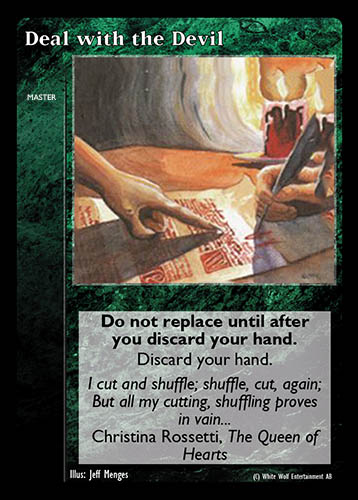 Deal with the Devil
MASTER
Do not replace until after
you discard your hand.
Discard your hand.
I cut and shuffle; shuffle, cut, again;
But all my cutting, shuffling proves
in vain...
Christina Rossetti, The Queen of
Hearts
Illus: Jeff Menges
(C) White Wolf Entertainment AB